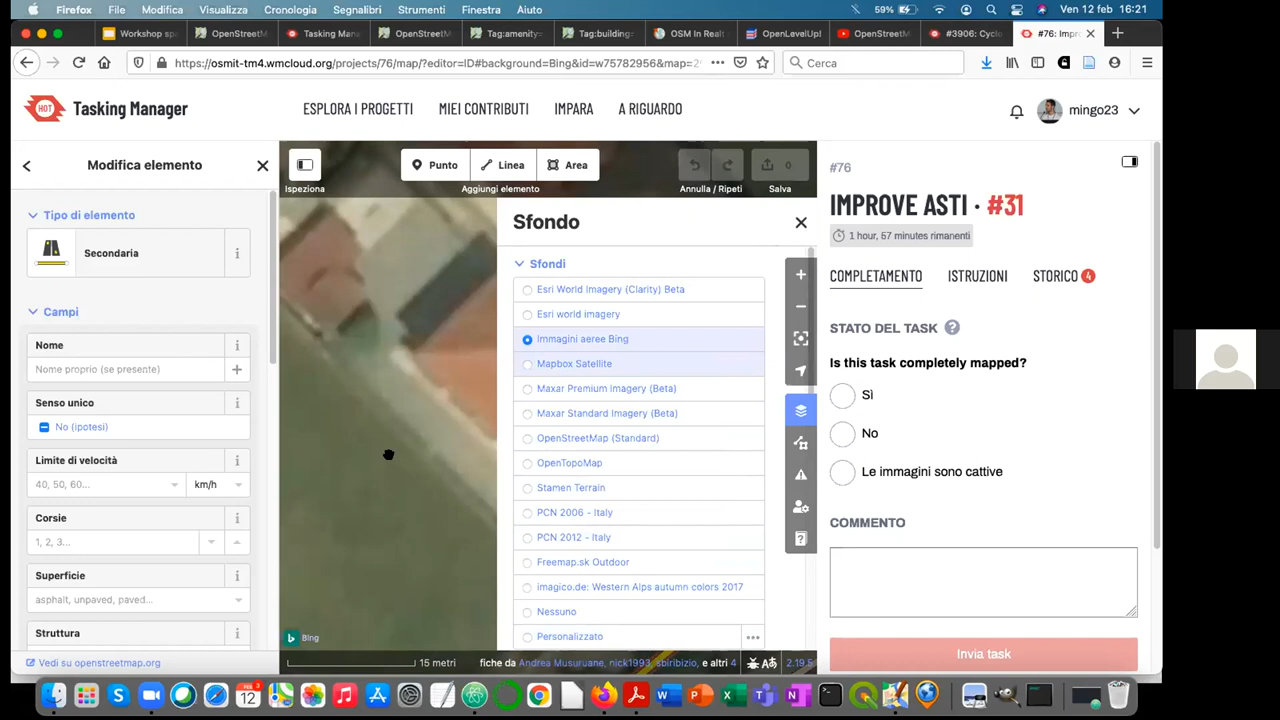 Firefox File Modifica Visualizza Cronologia Segnalibri Strumenti Finestra Aiuto 59% Ven 12 feb 16:21
Workshop sp
OpenStreetM
Tasking Mana
OpenStreetM
Tag:amenity=
Tag:building=
OSM In Realt
OpenLevelUp!
OpenStreetM
#3906: Cyclo
#76: Impr
https://osmit-tm4.wmcloud.org/projects/76/map/?editor=ID#background=Bing&id=w75782956&map=2
Cerca
HOT
Tasking Manager
ESPLORA I PROGETTI
MIEI CONTRIBUTI
IMPARA
A RIGUARDO
mingo23
Modifica elemento
Tipo di elemento
Secondaria
Campi
Nome
Nome proprio (se presente)
Senso unico
No (ipotesi)
Limite di velocità
40, 50, 60...
km/h
Corsie
1, 2, 3...
Superficie
asphalt, unpaved, paved...
Struttura
Vedi su openstreetmap.org
Ispeziona
Punto
Linea
Area
Aggiungi elemento
Annulla / Ripeti
0
Salva
Sfondo
Sfondi
Esri World Imagery (Clarity) Beta
Esri world imagery
Immagini aeree Bing
Mapbox Satellite
Maxar Premium Imagery (Beta)
Maxar Standard Imagery (Beta)
OpenStreetMap (Standard)
OpenTopoMap
Stamen Terrain
PCN 2006 - Italy
PCN 2012 - Italy
Freemap.sk Outdoor
imagico.de: Western Alps autumn colors 2017
Nessuno
Personalizzato
Bing
15 metri
fiche da Andrea Musuruane, nick1993, sbiribizio, e altri 4
2.19.5
#76
IMPROVE ASTI · #31
1 hour, 57 minutes rimanenti
COMPLETAMENTO
ISTRUZIONI
STORICO 4
STATO DEL TASK
Is this task completely mapped?
Sì
No
Le immagini sono cattive
COMMENTO
Invia task